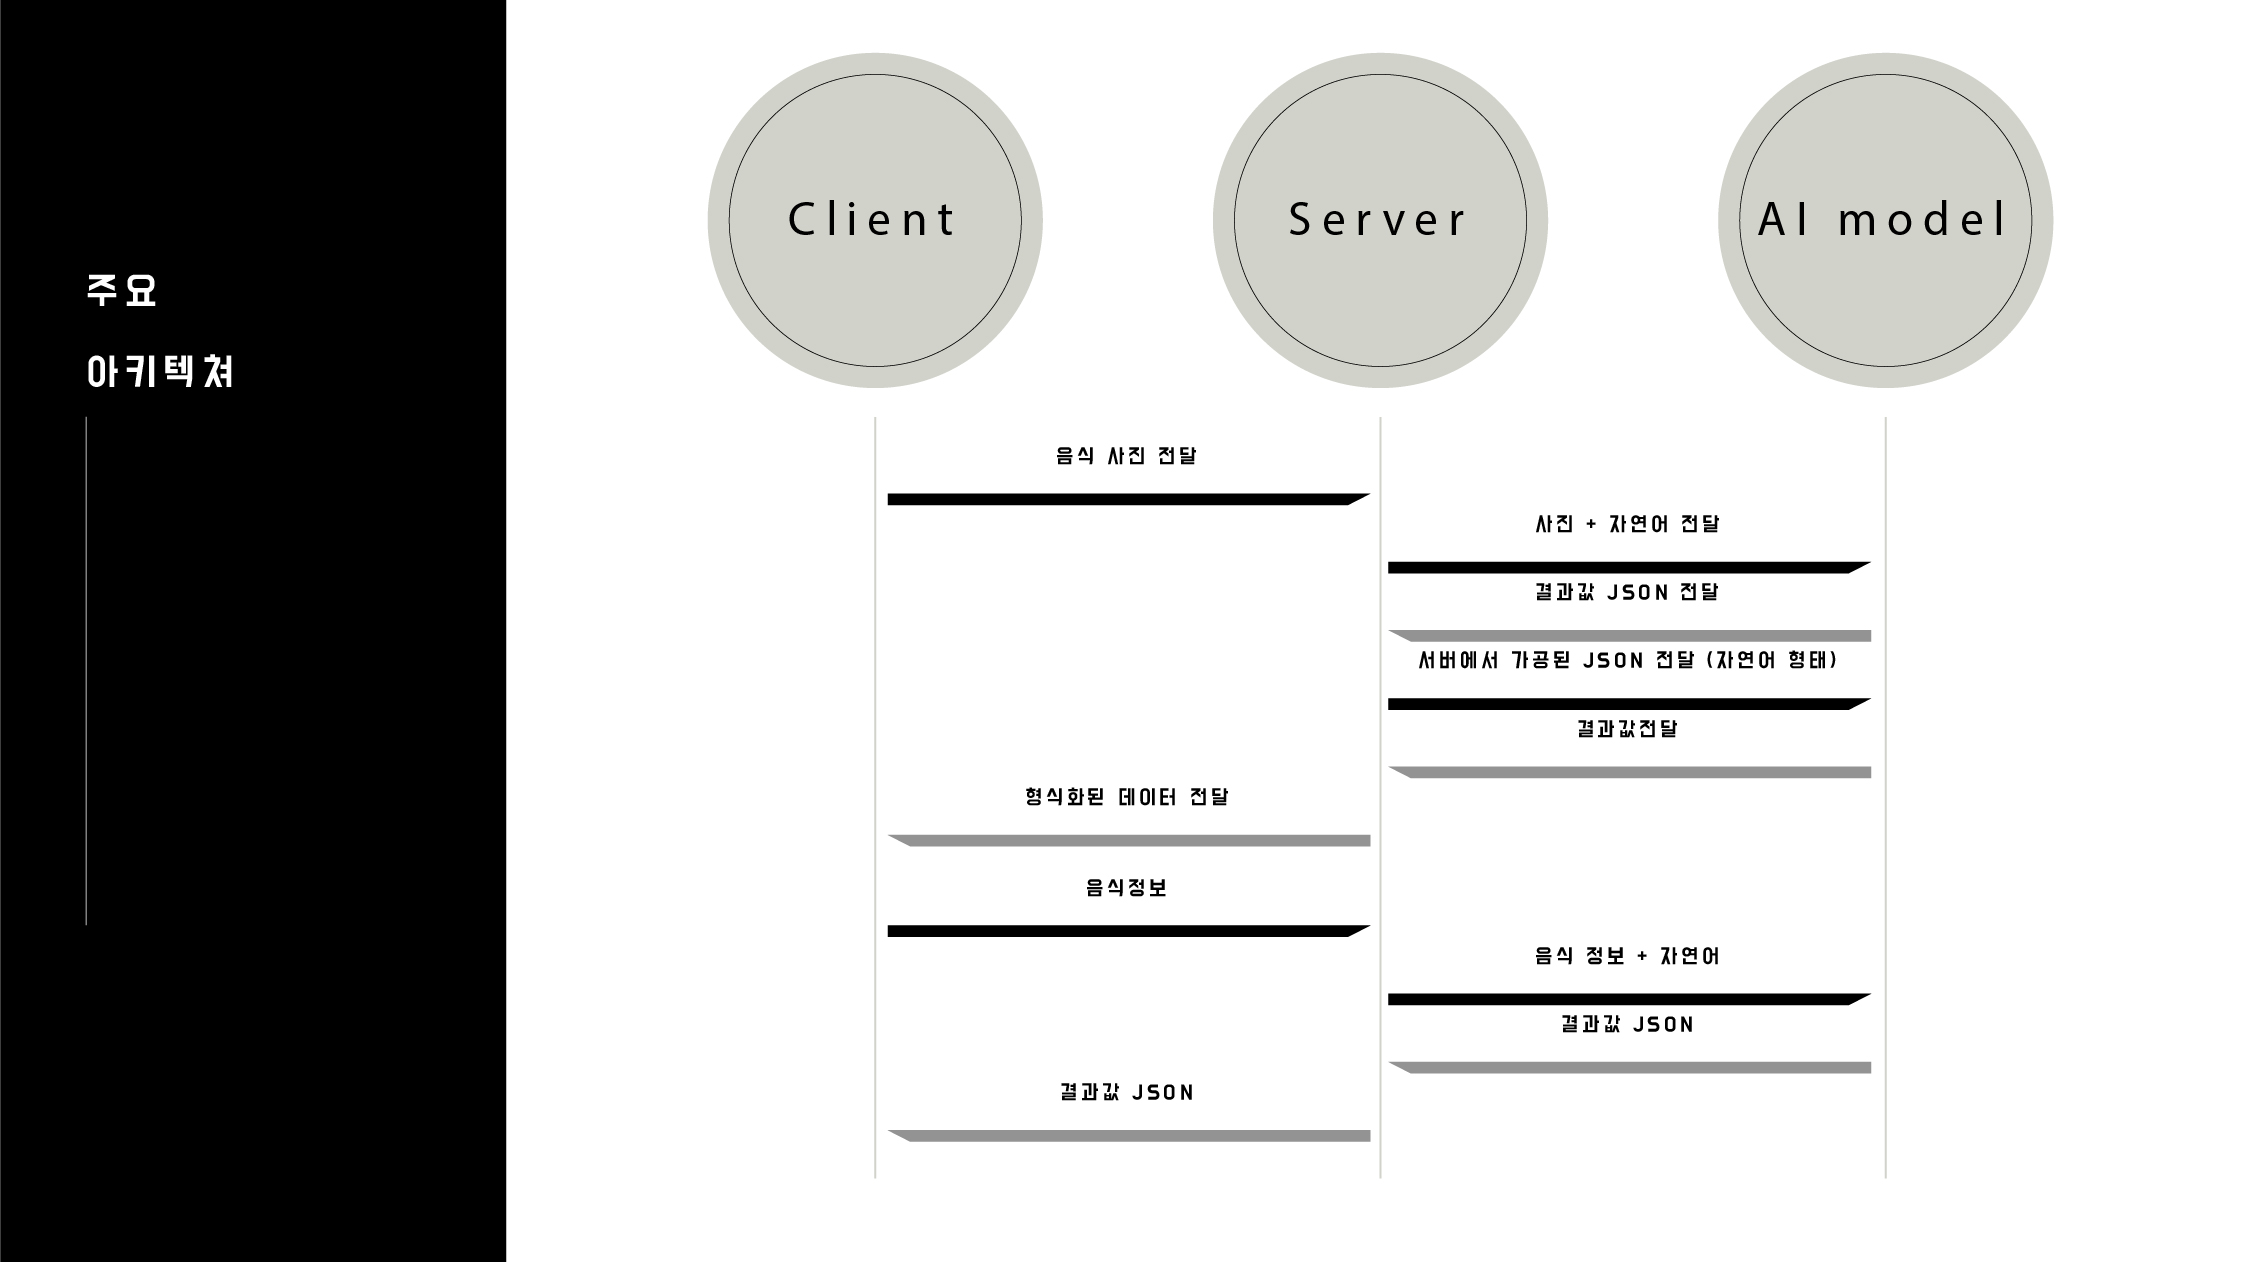 주요
아키텍쳐
Client
Server
AI model
음식 사진 전달
사진 + 자연어 전달
결과값 JSON 전달
서버에서 가공된 JSON 전달 (자연어 형태)
결과값전달
형식화된 데이터 전달
음식정보
음식 정보 + 자연어
결과값 JSON
결과값 JSON